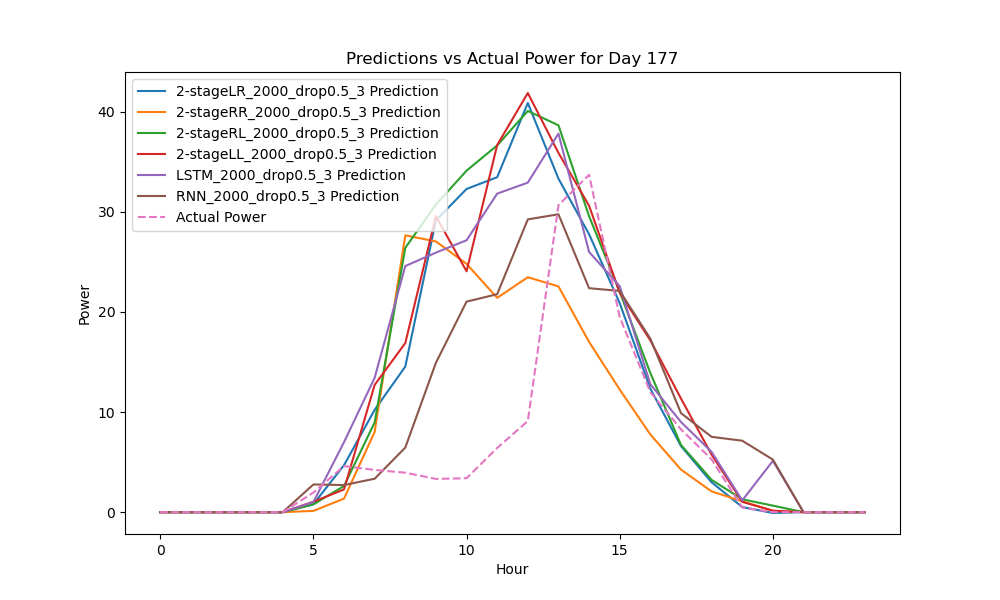 Predictions vs Actual Power for Day 177
2-stageLR_2000_drop0.5_3 Prediction
2-stageRR_2000_drop0.5_3 Prediction
2-stageRL_2000_drop0.5_3 Prediction
2-stageLL_2000_drop0.5_3 Prediction
LSTM_2000_drop0.5_3 Prediction
RNN_2000_drop0.5_3 Prediction
Actual Power
40
30
20
10
0
Power
0 5 10 15 20
Hour